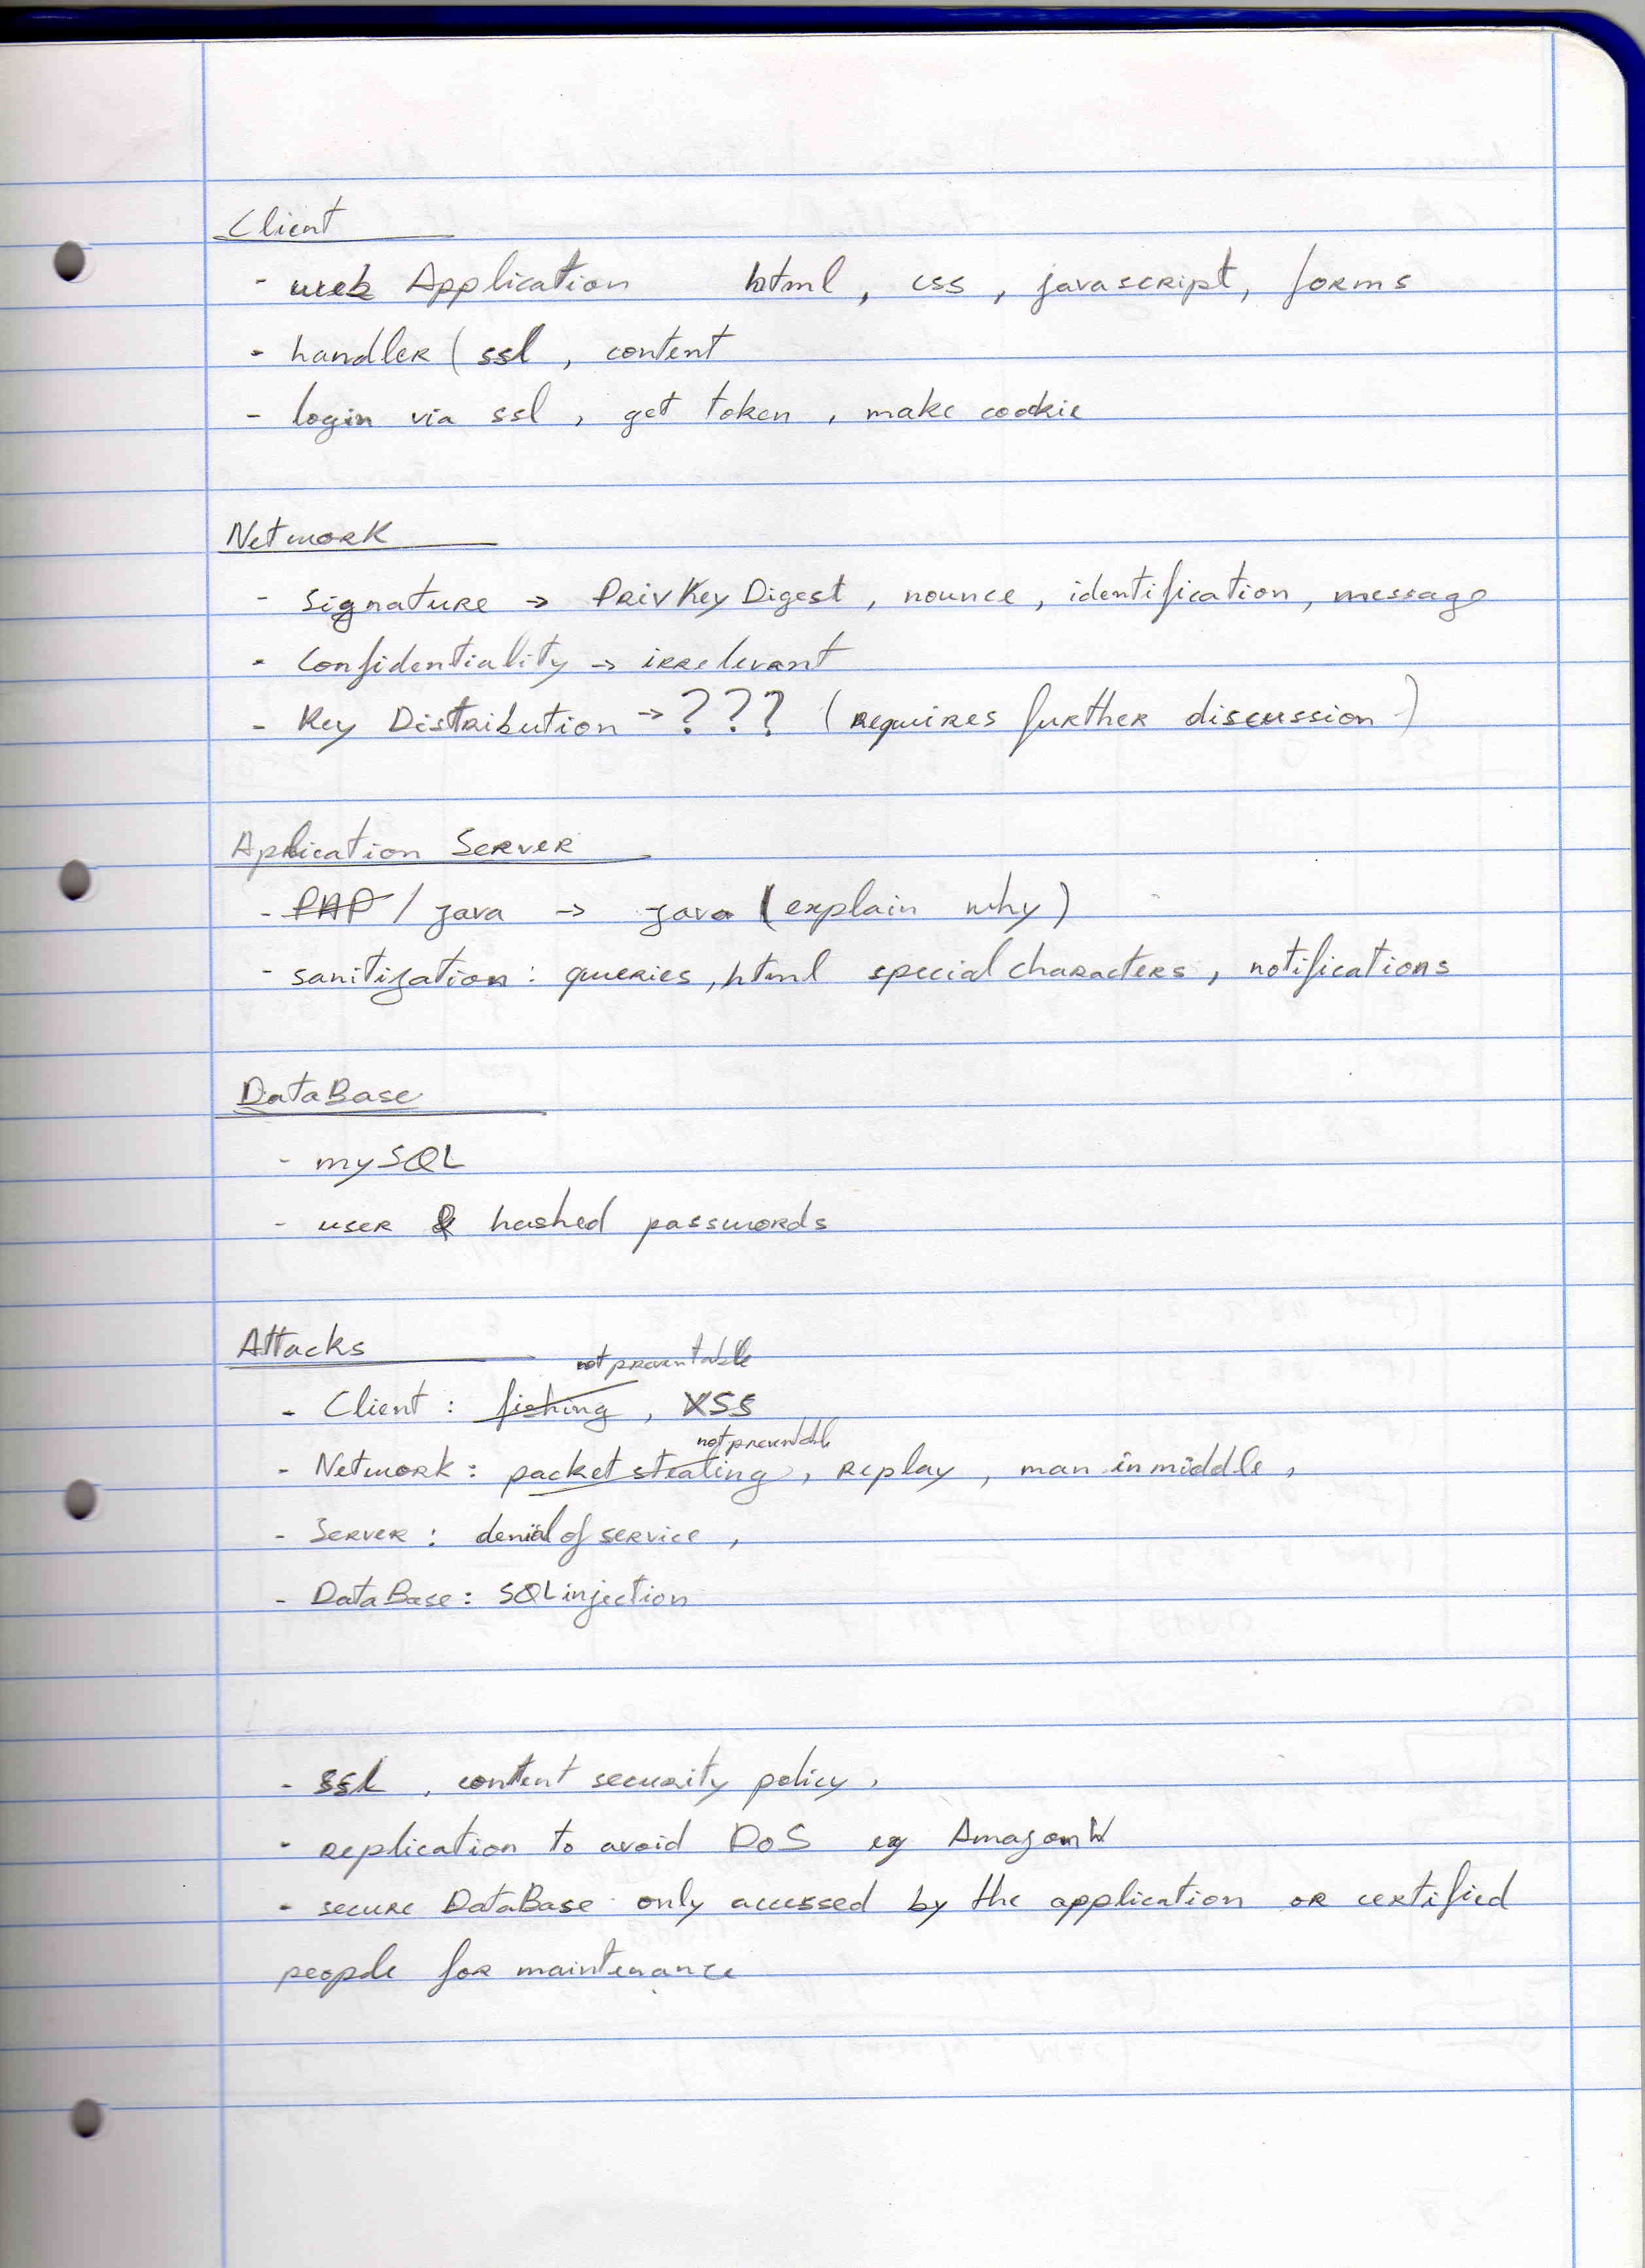 Client
- web Application html, css, javascript, forms
- handler (ssl, content
- login via ssl, get token, make cookie
Network
- signature → PrivKeyDigest, nounce, identification, message
- Confidentiality → irrelevant
- Key Distribution → ??? (requires further discussion)
Application Server
- PHP / java → java (explain why)
- sanitization: queries, html special characters, notifications
DataBase
- mySQL
- user & hashed passwords
Attacks
not preventable
- Client: fishing, XSS
not preventable
- Network: packet stealing, replay, man in middle,
- Server: denial of service,
- DataBase: SQL injection
- ssl, content security policy,
- replication to avoid DoS eg AmazonW
- secure DataBase only accessed by the application or certified
people for maintenance